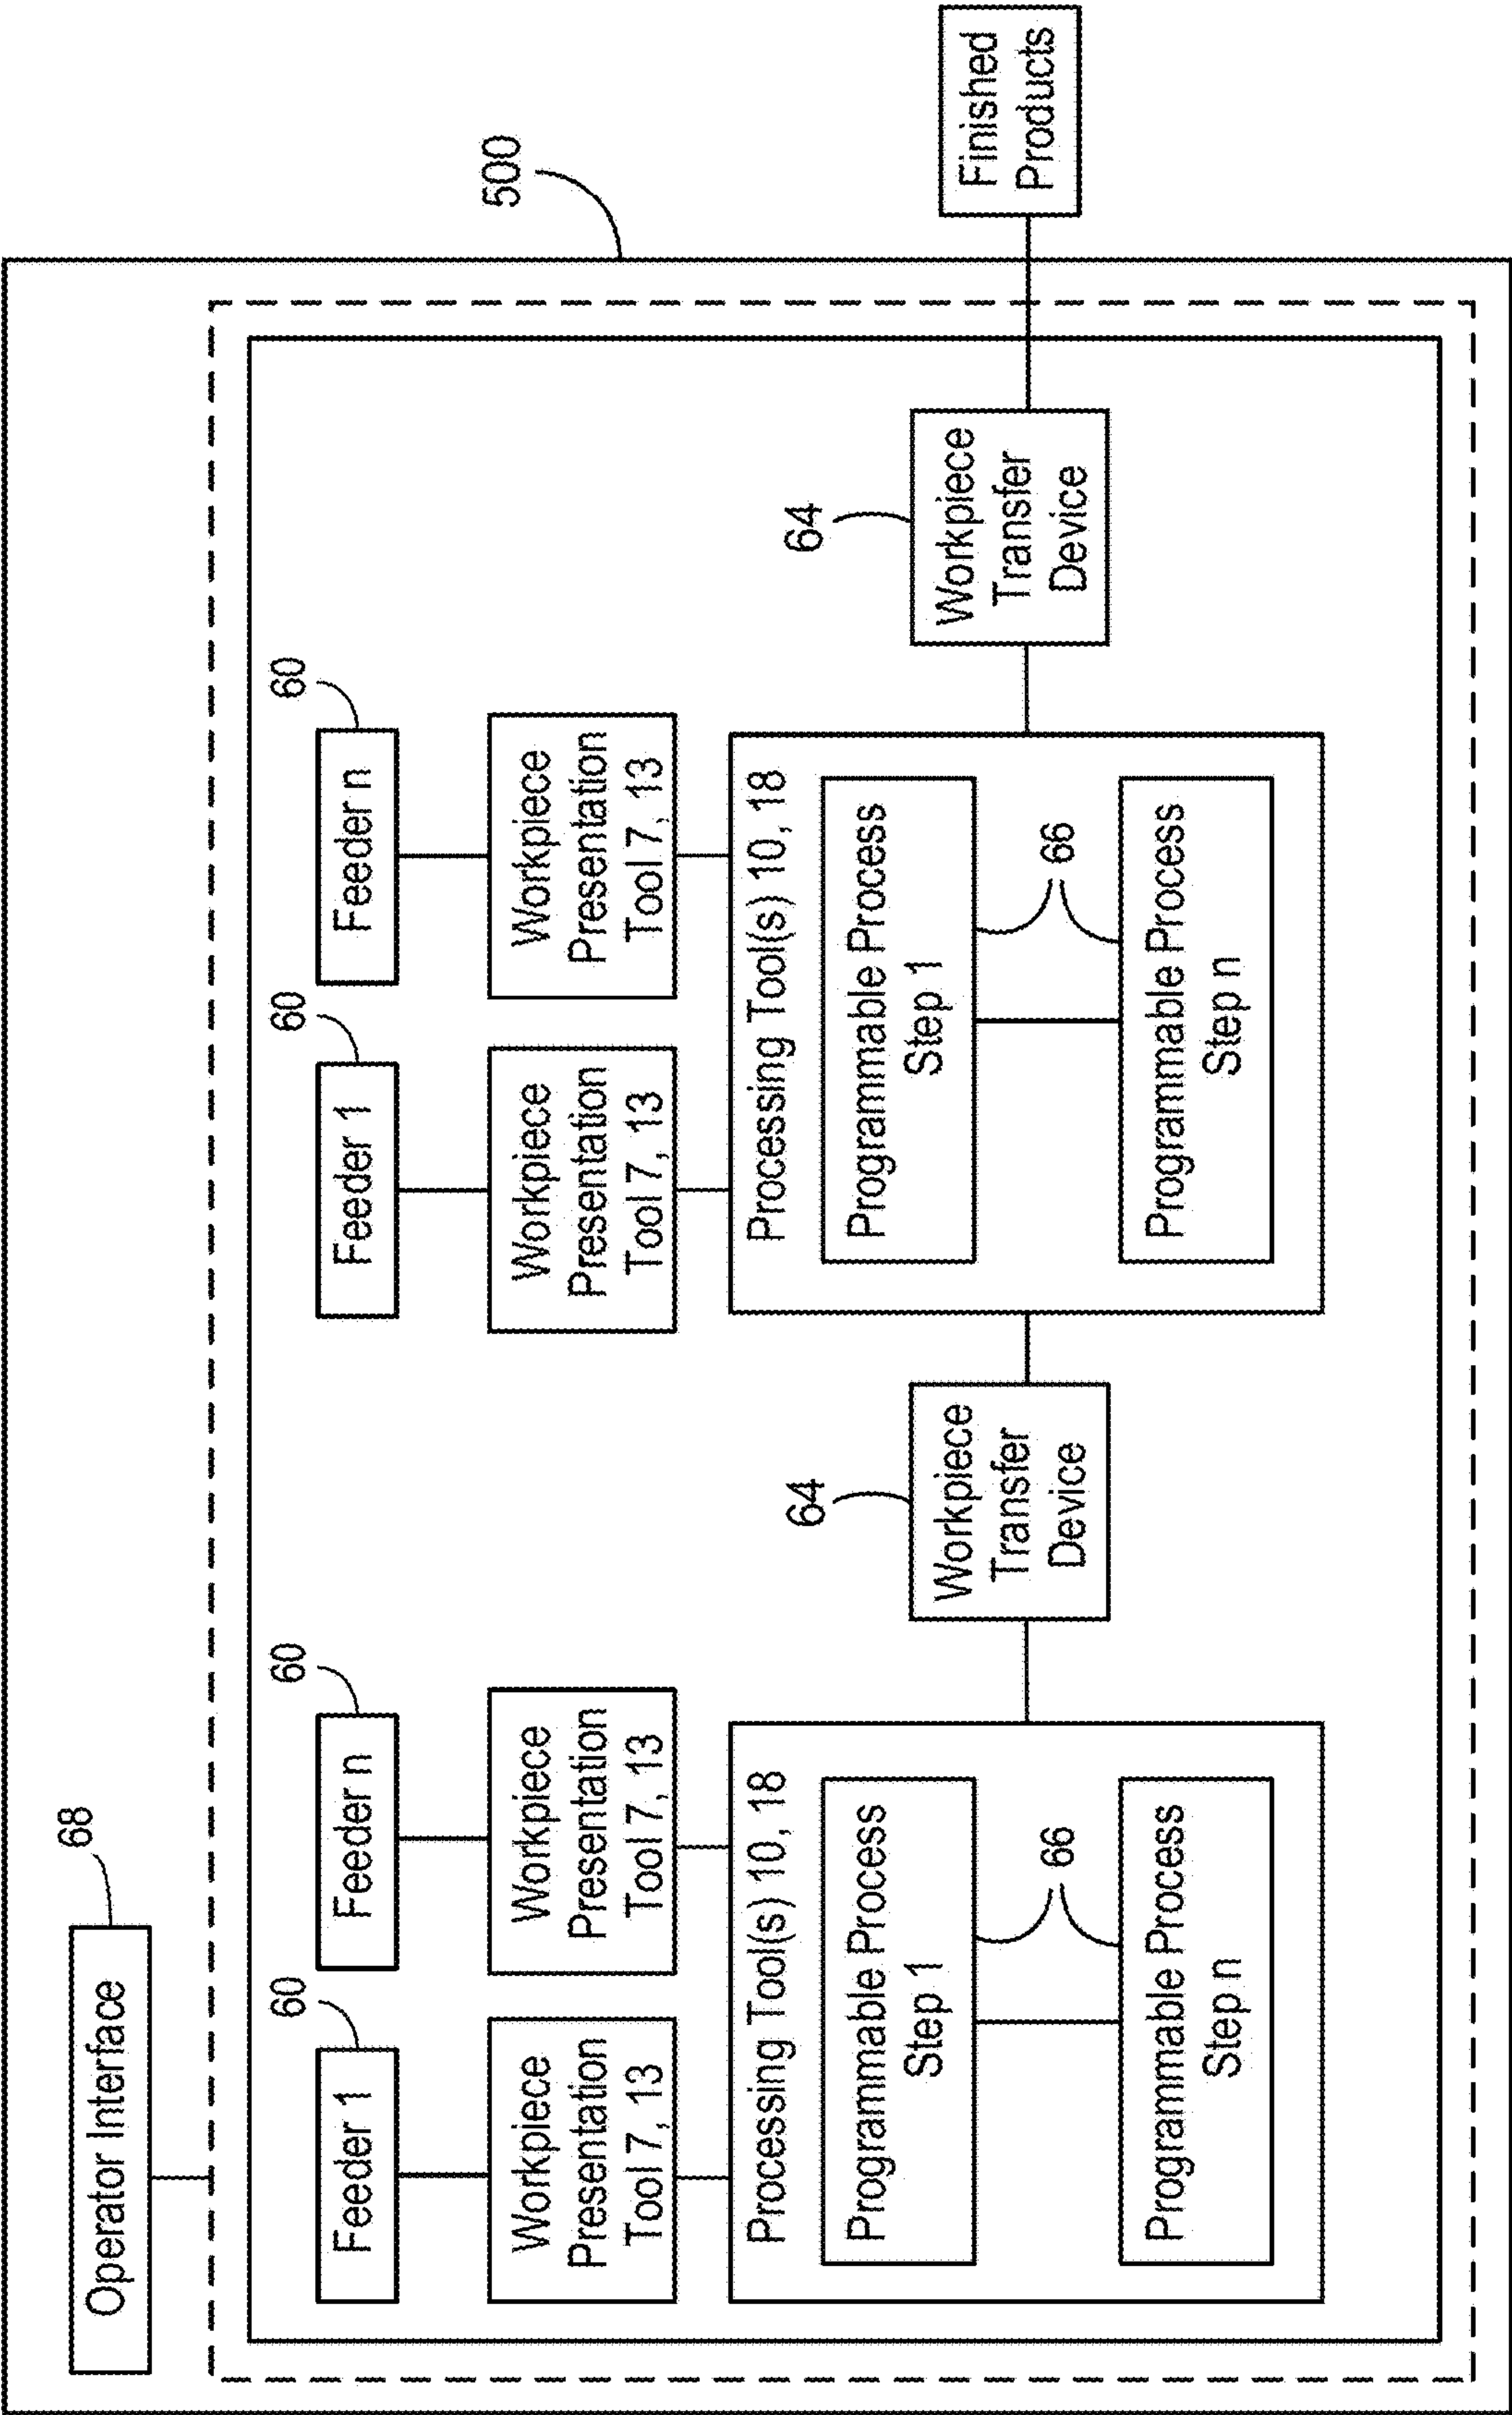 68
Operator Interface
500
60
60
60
60
Feeder 1
Feeder n
Feeder 1
Feeder n
Workpiece
Presentation
Tool 7, 13
Workpiece
Presentation
Tool 7, 13
Workpiece
Presentation
Tool 7, 13
Workpiece
Presentation
Tool 7, 13
Processing Tool(s) 10, 18
Programmable Process
Step 1
66
Programmable Process
Step n
64
Workpiece
Transfer
Device
Processing Tool(s) 10, 18
Programmable Process
Step 1
66
Programmable Process
Step n
64
Workpiece
Transfer
Device
Finished
Products